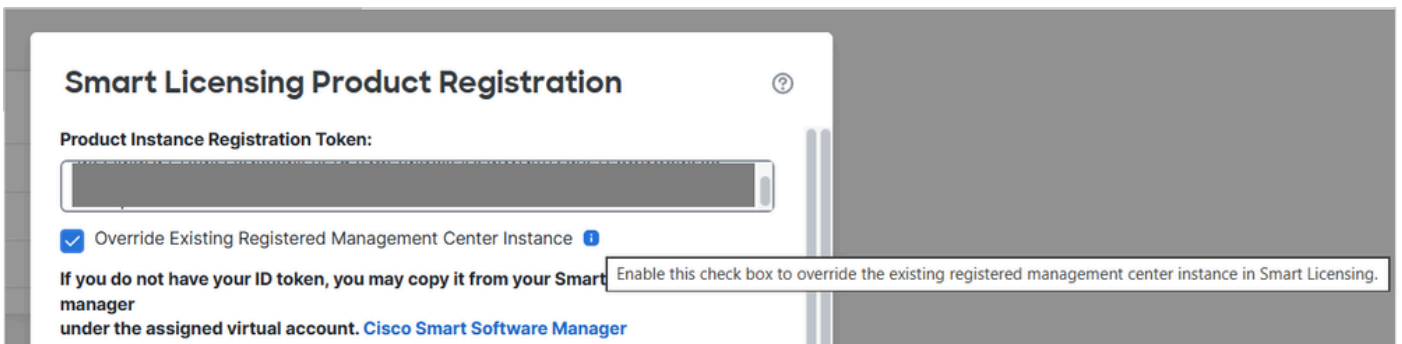 Smart Licensing Product Registration
Product Instance Registration Token:
Override Existing Registered Management Center Instance
Enable this check box to override the existing registered management center instance in Smart Licensing.
If you do not have your ID token, you may copy it from your Smart
manager
under the assigned virtual account. Cisco Smart Software Manager